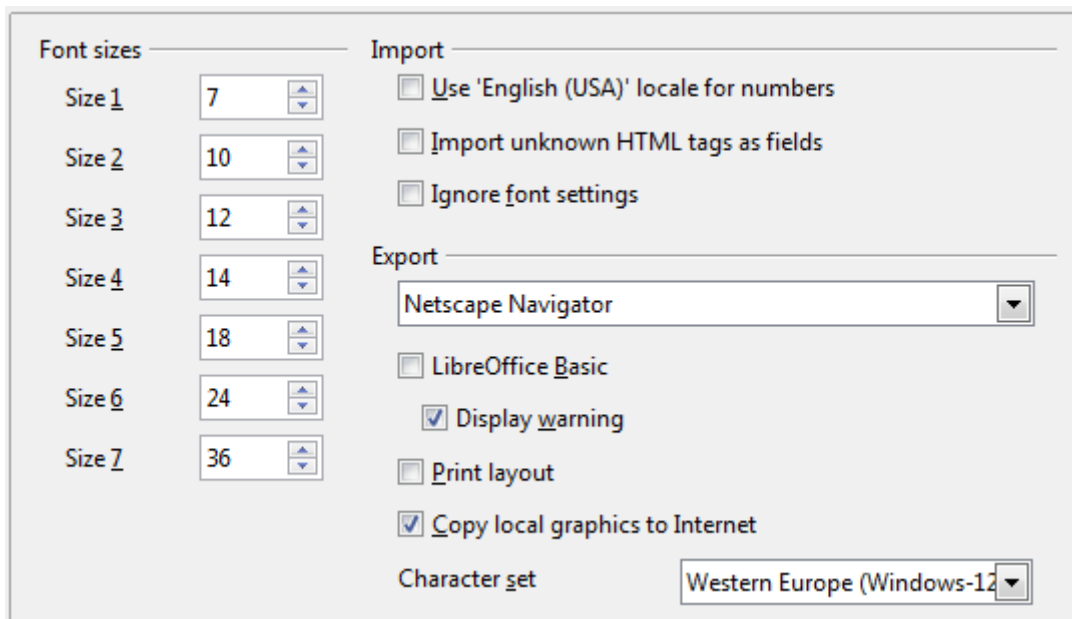 Font sizes
Size 1 7
Size 2 10
Size 3 12
Size 4 14
Size 5 18
Size 6 24
Size 7 36
Import
Use 'English (USA)' locale for numbers
Import unknown HTML tags as fields
Ignore font settings
Export
Netscape Navigator
LibreOffice Basic
Display warning
Print layout
Copy local graphics to Internet
Character set Western Europe (Windows-12